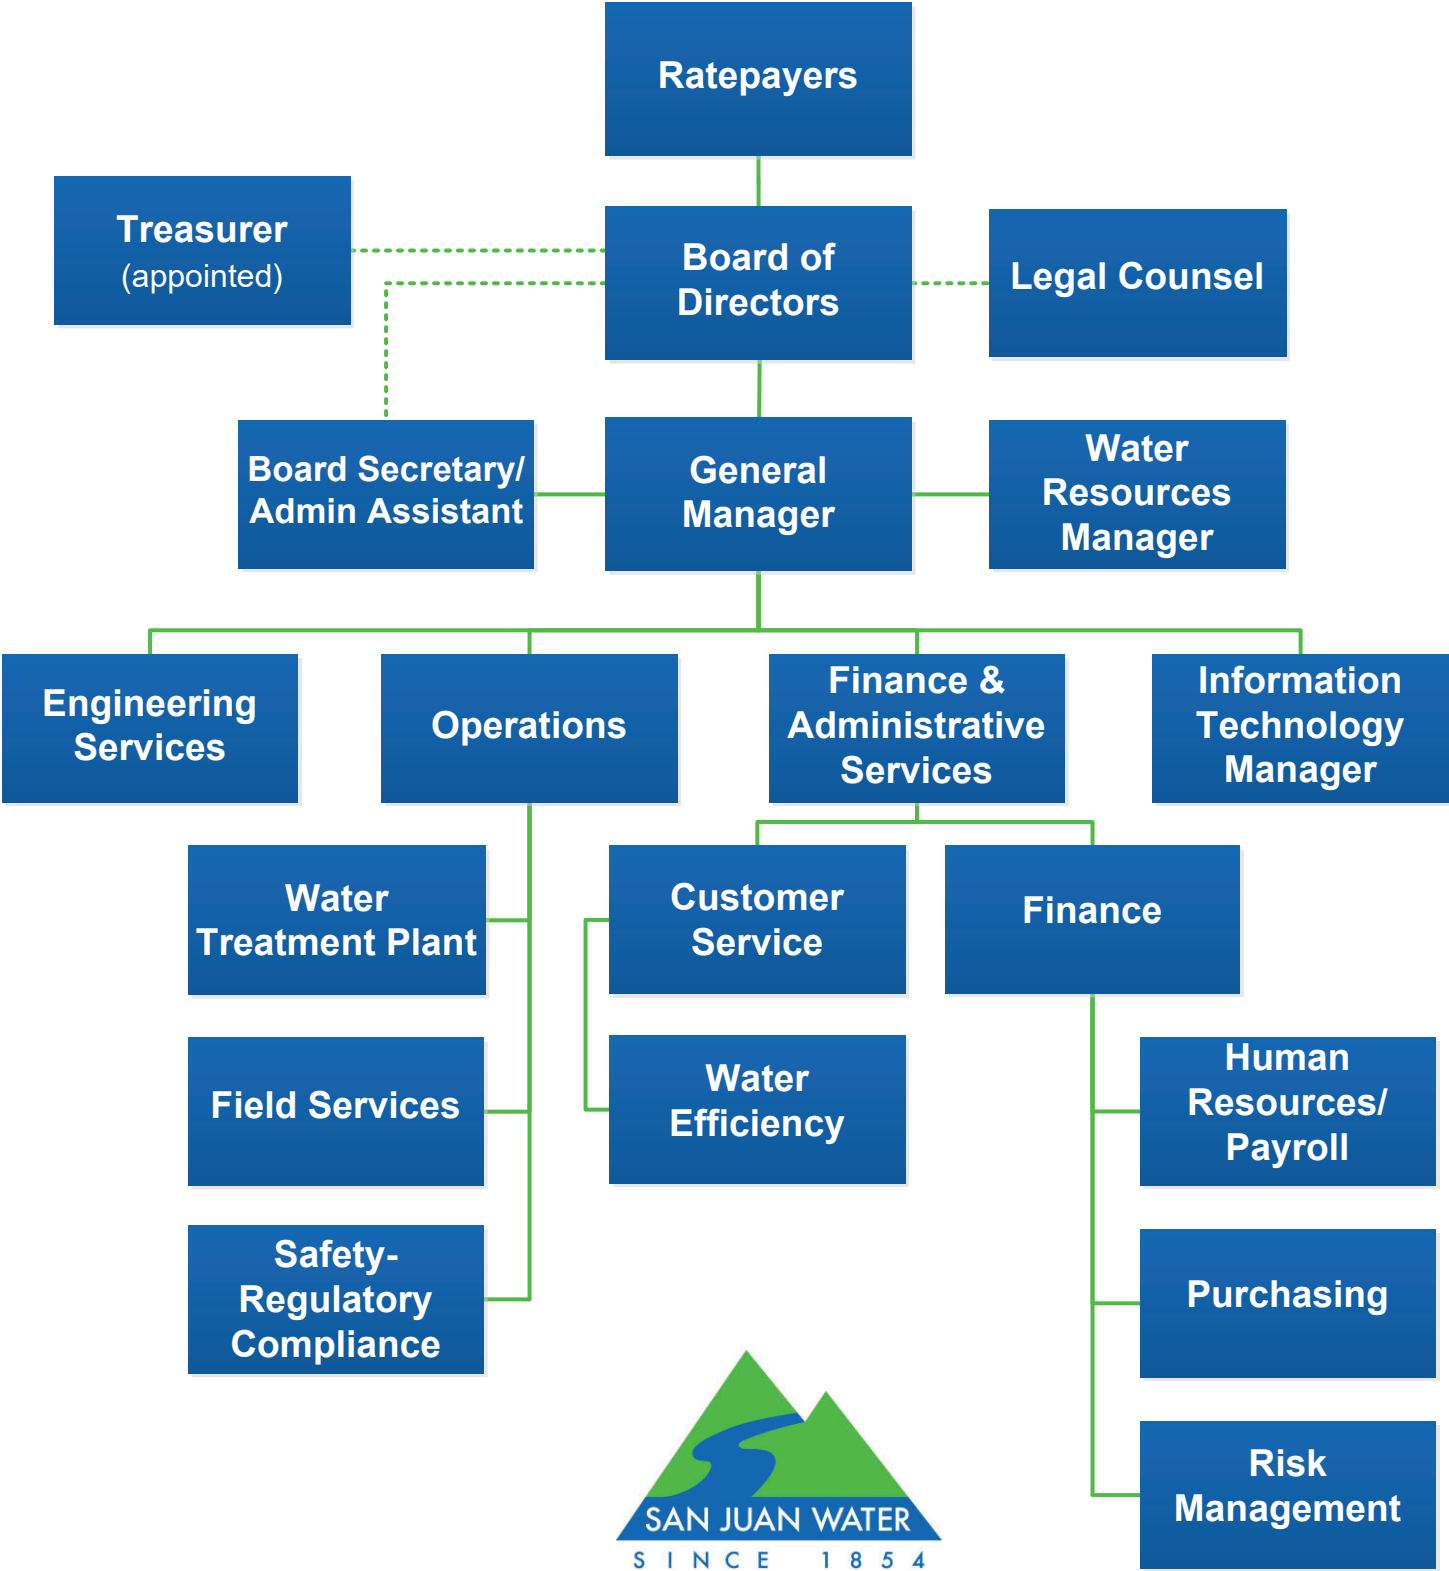 Ratepayers
Treasurer
(appointed)
Board of
Directors
Legal Counsel
Board Secretary/
Admin Assistant
General
Manager
Water
Resources
Manager
Engineering
Services
Operations
Finance &
Administrative
Services
Information
Technology
Manager
Water
Treatment Plant
Customer
Service
Finance
Field Services
Water
Efficiency
Human
Resources/
Payroll
Safety-
Regulatory
Compliance
Purchasing
Risk
Management
SAN JUAN WATER
SINCE 1854